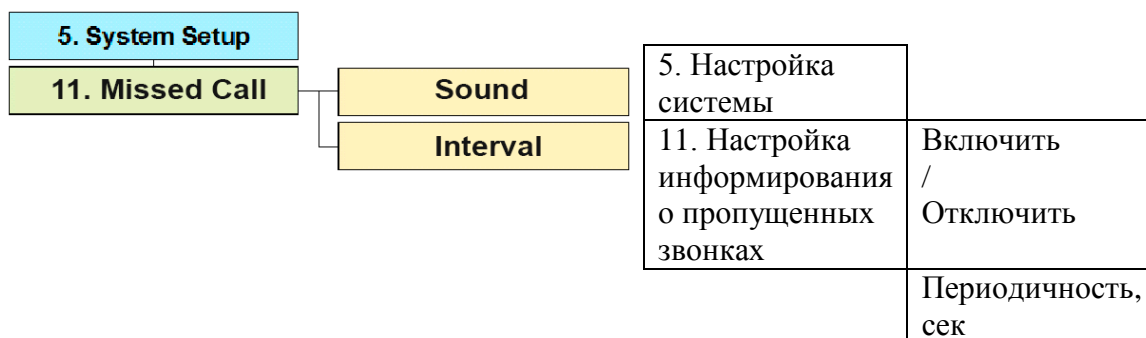 5. System Setup
11. Missed Call
Sound
Interval
5. Настройка
системы
11. Настройка
информирования
о пропущенных
звонках
Включить
/
Отключить
Периодичность,
сек